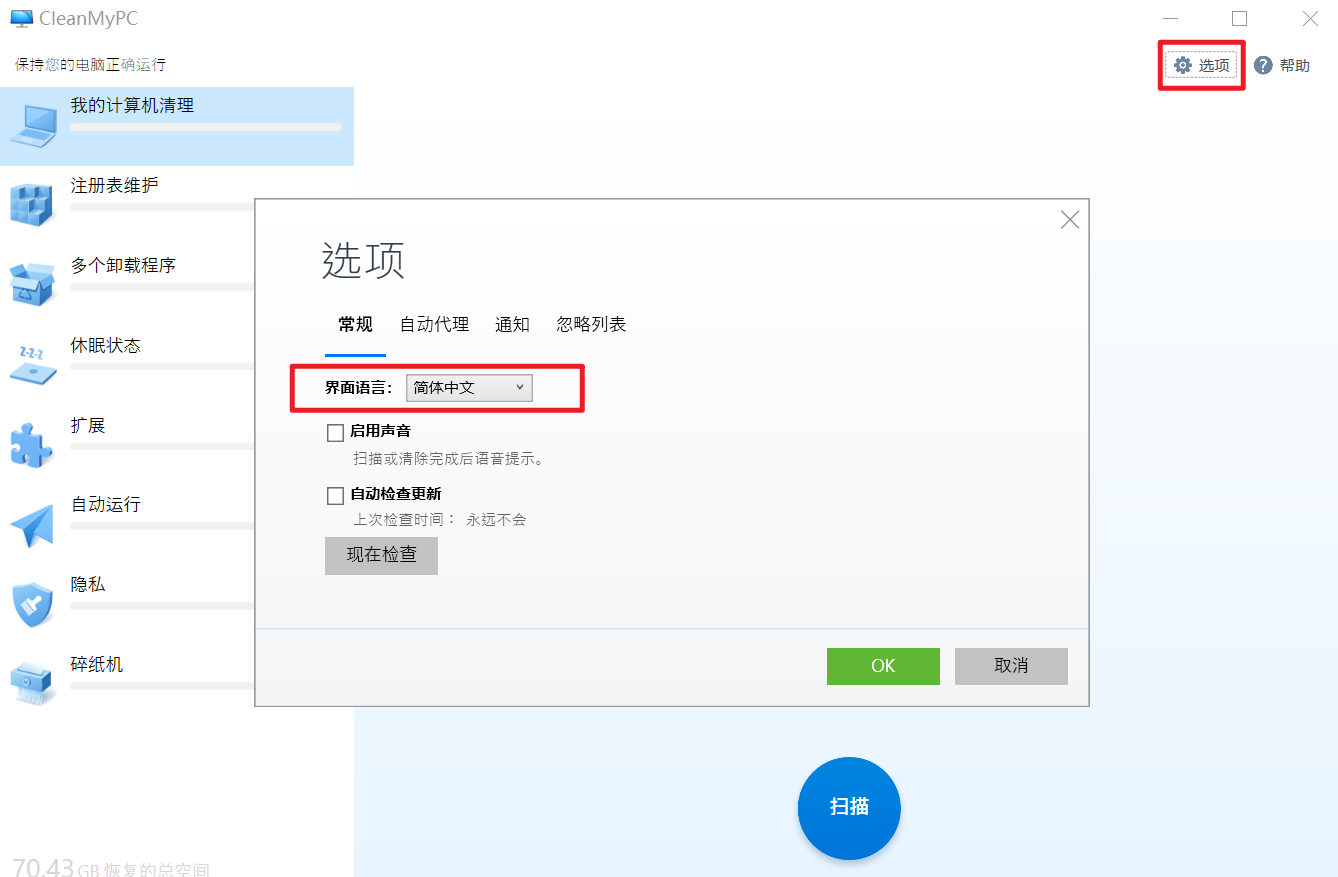 CleanMyPC
保持您的电脑正确运行
选项
帮助
我的计算机清理
注册表维护
多个卸载程序
Z-Z-Z
休眠状态
扩展
自动运行
隐私
碎纸机
选项
常规 自动代理 通知 忽略列表
界面语言： 简体中文
启用声音
扫描或清除完成后语音提示。
自动检查更新
上次检查时间： 永远不会
现在检查
OK 取消
扫描
70.43 GB 恢复的总空间